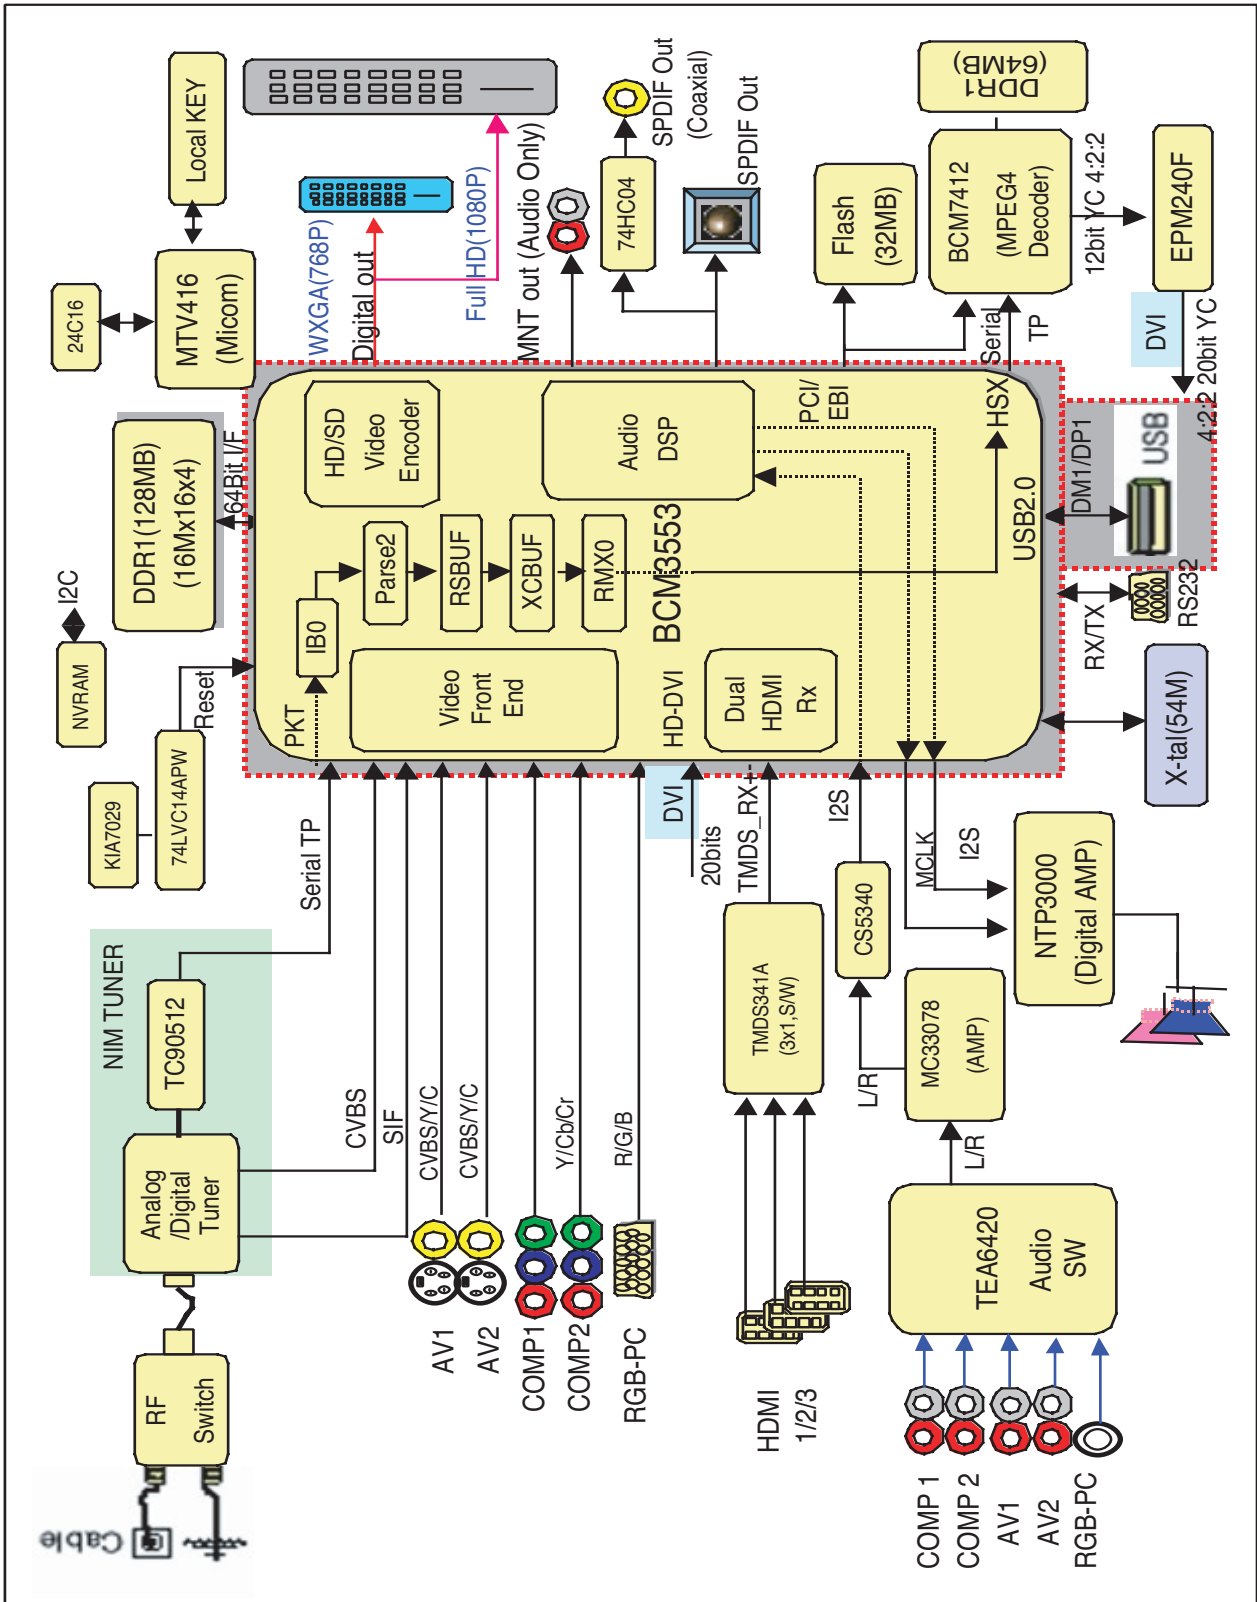 Cable
RF
Switch
NIM TUNER
Analog
/Digital
Tuner
TC90512
KIA7029
74LVC14APW
Reset
NVRAM
I2C
DDR1(128MB)
(16Mx16x4)
64Bit I/F
24C16
MTV416
(Micom)
Local KEY
Serial TP
CVBS
SIF
CVBS/Y/C
CVBS/Y/C
Y/Cb/Cr
R/G/B
AV1
AV2
COMP1
COMP2
RGB-PC
PKT
IB0
Parse2
RSBUF
XCBUF
RMX0
Video
Front
End
HD/SD
Video
Encoder
BCM3553
Audio
DSP
HD-DVI
Dual
HDMI
Rx
PCI/
EBI
HSX
USB2.0
WXGA(768P)
Digital out
Full HD(1080P)
MNT out (Audio Only)
74HC04
SPDIF Out
(Coaxial)
SPDIF Out
Flash
(32MB)
DDR1
(64MB)
BCM7412
(MPEG4
Decoder)
Serial
TP
12bit YC 4:2:2
EPM240F
DVI
4:2:2 20bit YC
DM1/DP1
USB
RX/TX
RS232
X-tal(54M)
DVI
20bits
TMDS_RX+-
TMDS341A
(3x1,S/W)
HDMI
1/2/3
I2S
CS5340
MCLK
I2S
L/R
MC33078
(AMP)
L/R
NTP3000
(Digital AMP)
TEA6420
Audio
SW
COMP 1
COMP 2
AV1
AV2
RGB-PC